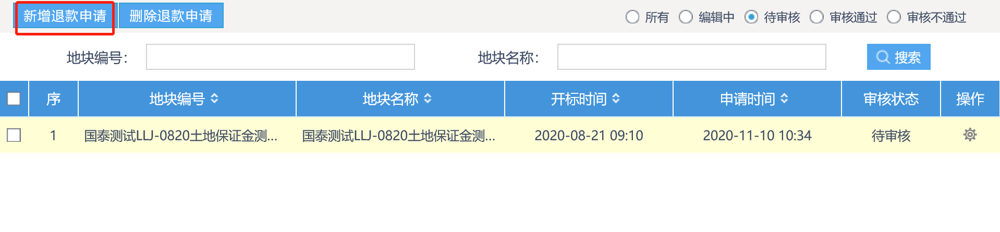 新增退款申请 删除退款申请 所有 编辑中 待审核 审核通过 审核不通过
地块编号： 地块名称： 搜索
序 地块编号 地块名称 开标时间 申请时间 审核状态 操作
1 国泰测试LLJ-0820土地保证金测... 国泰测试LLJ-0820土地保证金测... 2020-08-21 09:10 2020-11-10 10:34 待审核